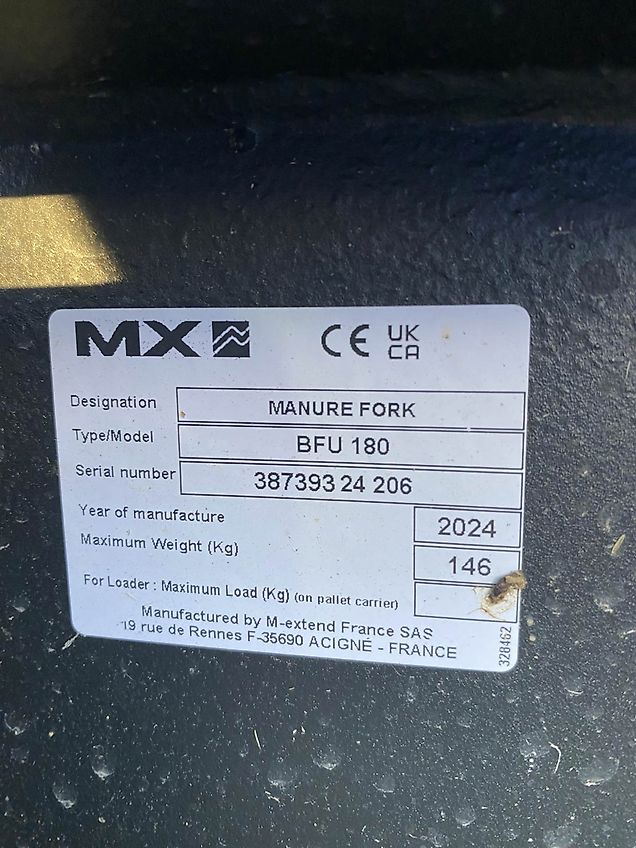 MX
CE UK CA
Designation MANURE FORK
Type/Model BFU 180
Serial number 387393 24 206
Year of manufacture 2024
Maximum Weight (Kg) 146
For Loader : Maximum Load (Kg) (on pallet carrier)
Manufactured by M-extend France SAS
19 rue de Rennes F-35690 ACIGNÉ - FRANCE
328462